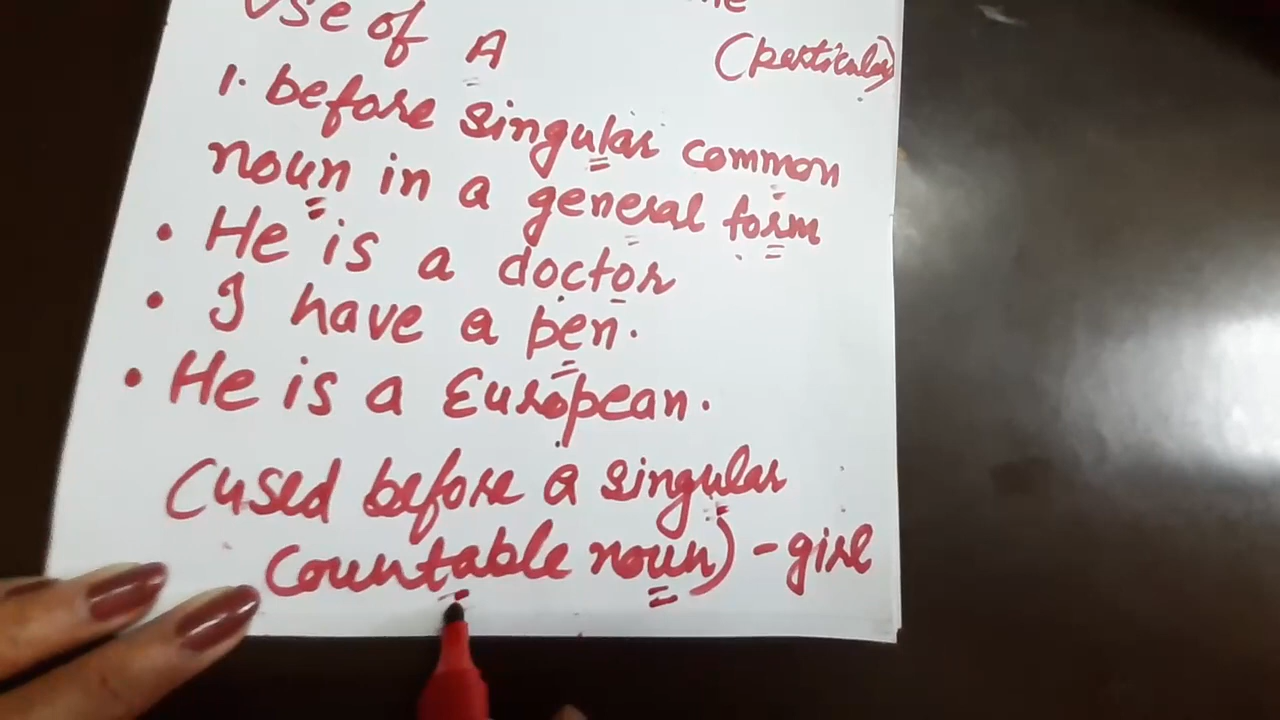 Use of A
(particular)
1. before singular common
noun in a general form
• He is a doctor
• I have a pen.
• He is a European.
(used before a singular
countable noun) - girl